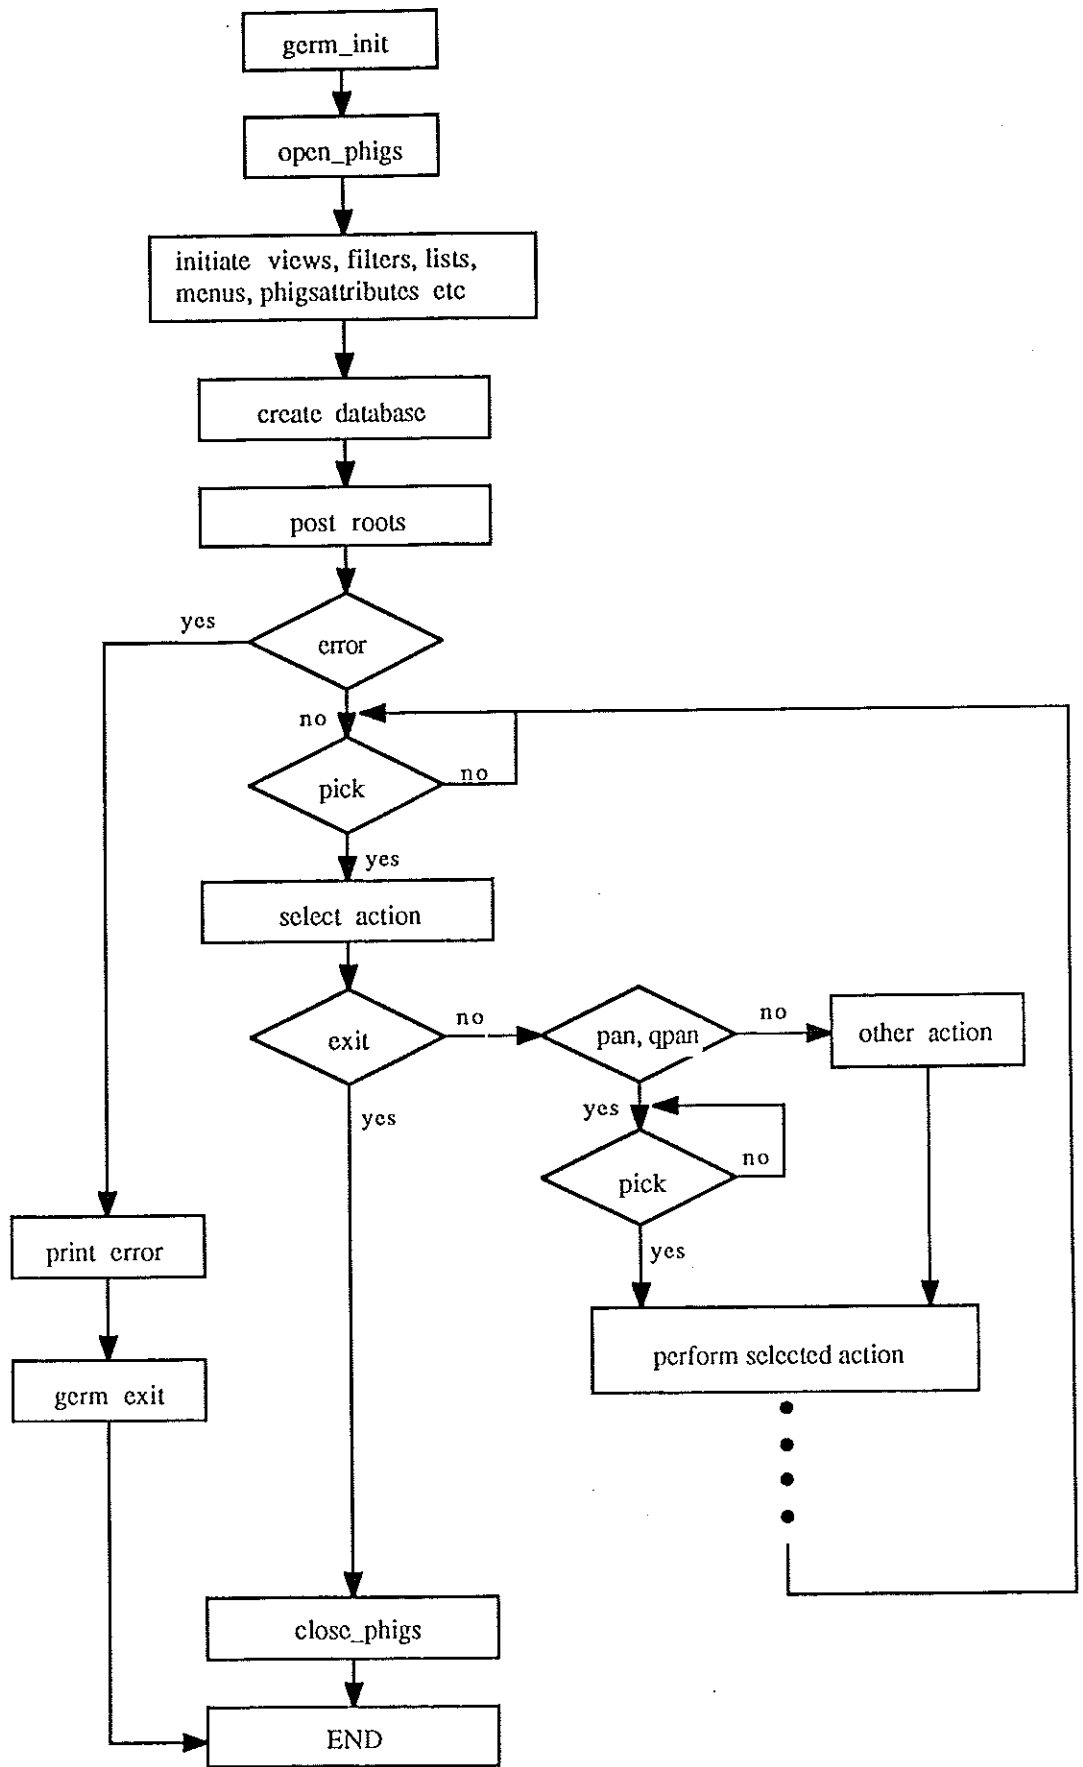 germ_init
open_phigs
initiate views, filters, lists,
menus, phigsattributes etc
create database
post roots
yes
error
no
pick
no
yes
select action
exit
no
pan, qpan
no
other action
yes
yes
pick
no
yes
print error
perform selected action
germ exit
close_phigs
END